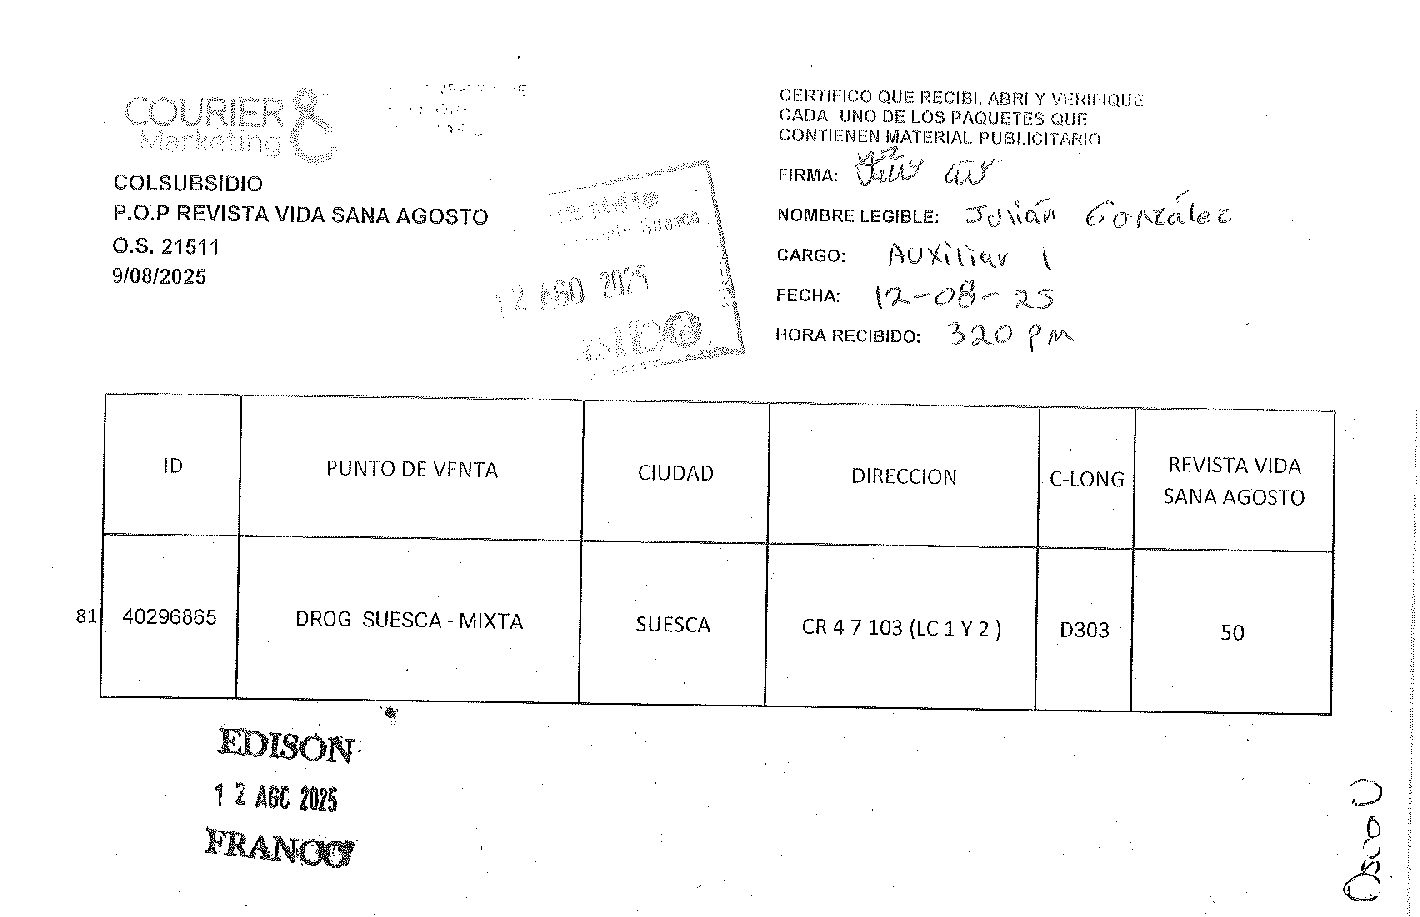 COURIER
Marketing
COLSUBSIDIO
P.O.P REVISTA VIDA SANA AGOSTO
O.S. 21511
9/08/2025
12 AGO 2025
CERTIFICO QUE RECIBI, ABRI Y VERIFIQUE
CADA UNO DE LOS PAQUETES QUE
CONTIENEN MATERIAL PUBLICITARIO
FIRMA:
NOMBRE LEGIBLE: Julián González
CARGO: Auxiliar 1
FECHA: 12-08-25
HORA RECIBIDO: 320 pm
ID PUNTO DE VENTA CIUDAD DIRECCION C-LONG REVISTA VIDA
SANA AGOSTO
81 40296865 DROG SUESCA - MIXTA SUESCA CR 4 7 103 (LC 1 Y 2 ) D303 50
EDISON
12 AGO 2025
FRANCO